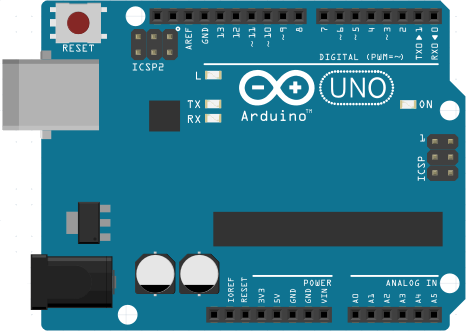 RESET
ICSP2
AREF
GND
13
12
~11
~10
~9
8
7
~6
~5
4
~3
2
TXD▶1
RXD◀0
DIGITAL (PWM=~)
L
TX
RX
Arduino™
UNO
ON
1
ICSP
POWER
ANALOG IN
IOREF
RESET
3V3
5V
GND
GND
VIN
A0
A1
A2
A3
A4
A5